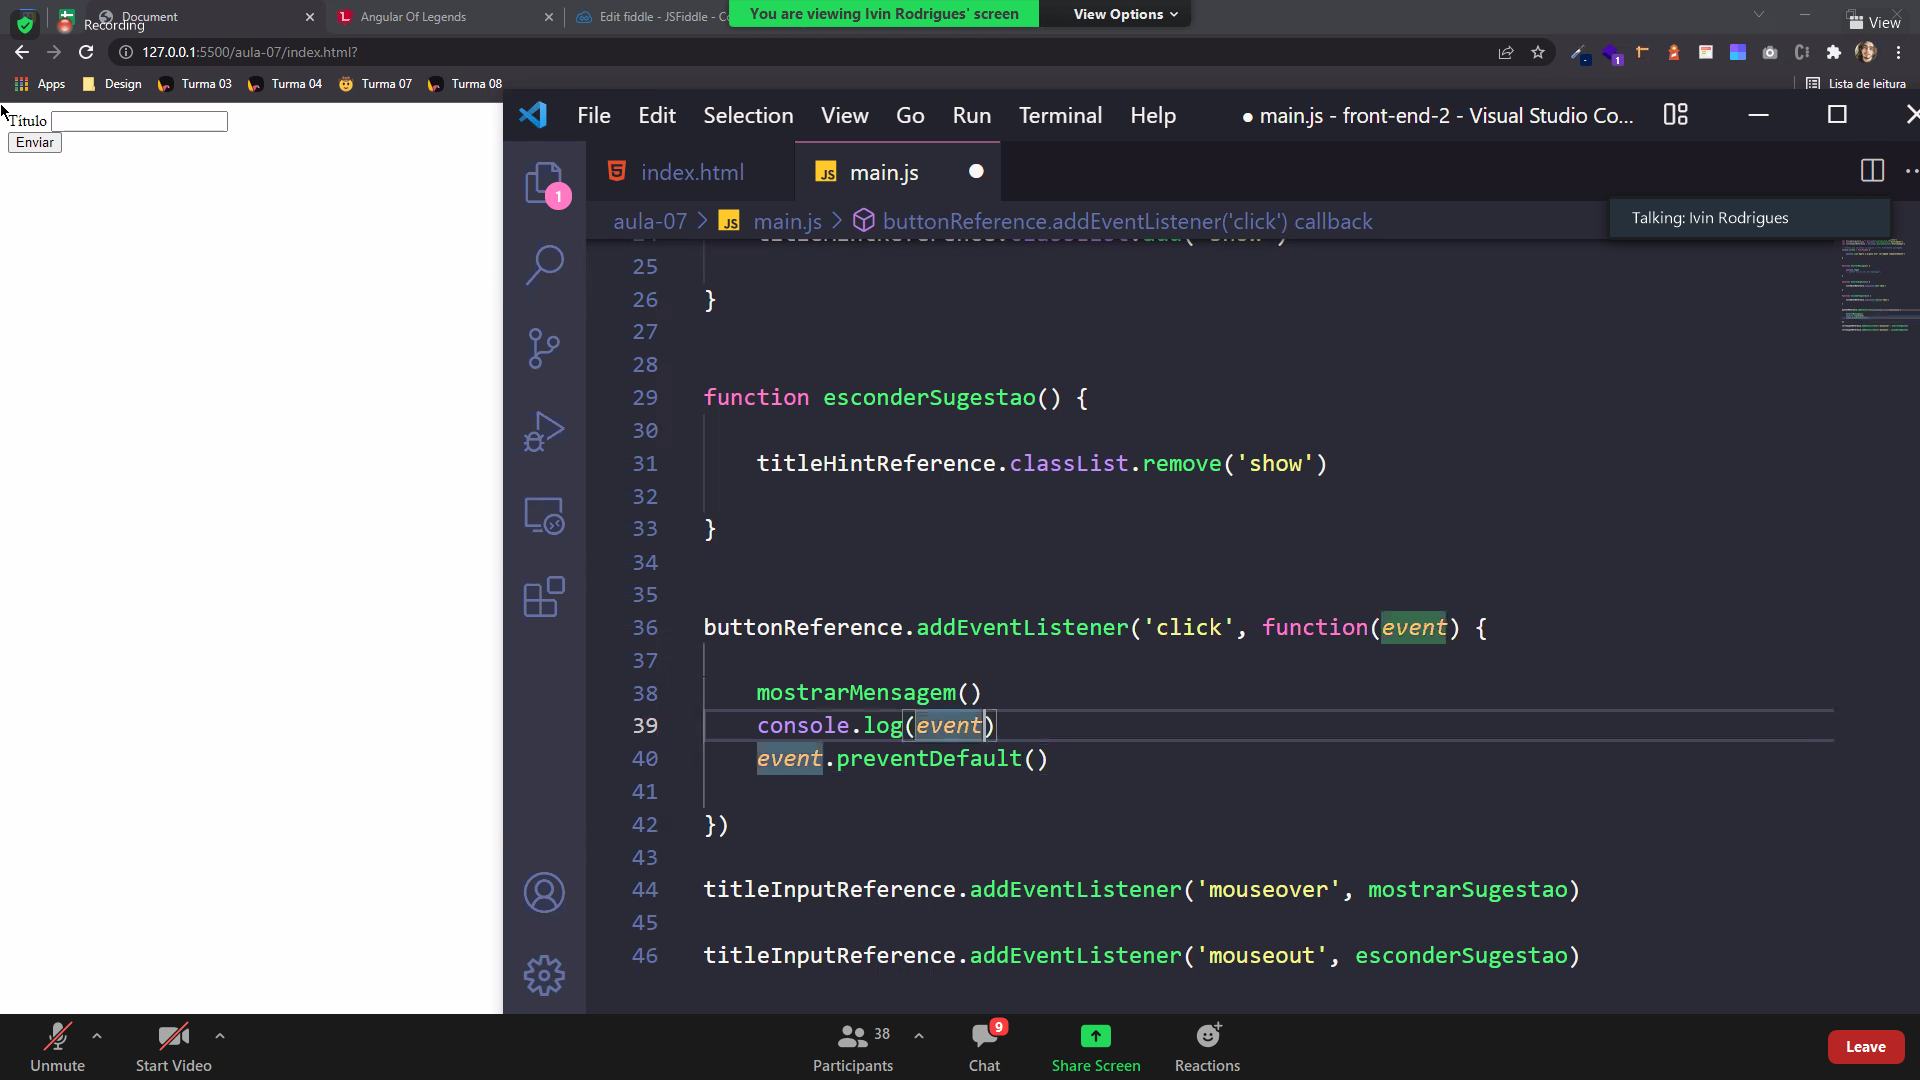 Document
Angular Of Legends
Edit fiddle - JSFiddle - Co
You are viewing Ivin Rodrigues' screen
View Options
Recording
View
127.0.0.1:5500/aula-07/index.html?
1
Apps
Design
Turma 03
Turma 04
Turma 07
Turma 08
Lista de leitura
Título
Enviar
File Edit Selection View Go Run Terminal Help
● main.js - front-end-2 - Visual Studio Co...
1
index.html
JS main.js
aula-07 > JS main.js > buttonReference.addEventListener('click') callback
Talking: Ivin Rodrigues
25
26 }
27
28
29 function esconderSugestao() {
30
31 titleHintReference.classList.remove('show')
32
33 }
34
35
36 buttonReference.addEventListener('click', function(event) {
37
38 mostrarMensagem()
39 console.log(event)
40 event.preventDefault()
41
42 })
43
44 titleInputReference.addEventListener('mouseover', mostrarSugestao)
45
46 titleInputReference.addEventListener('mouseout', esconderSugestao)
Unmute
Start Video
38
Participants
9
Chat
Share Screen
Reactions
Leave